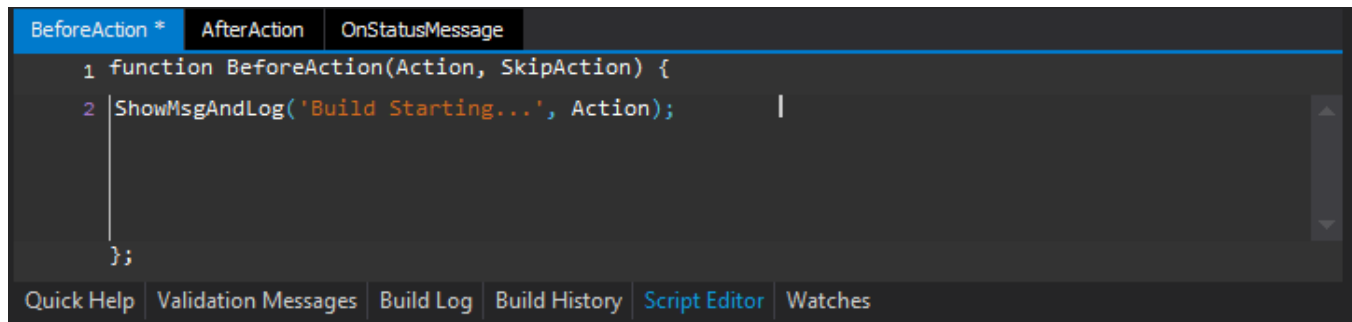 BeforeAction * AfterAction OnStatusMessage
1 function BeforeAction(Action, SkipAction) {
2 ShowMsgAndLog('Build Starting...', Action);
};
Quick Help Validation Messages Build Log Build History Script Editor Watches